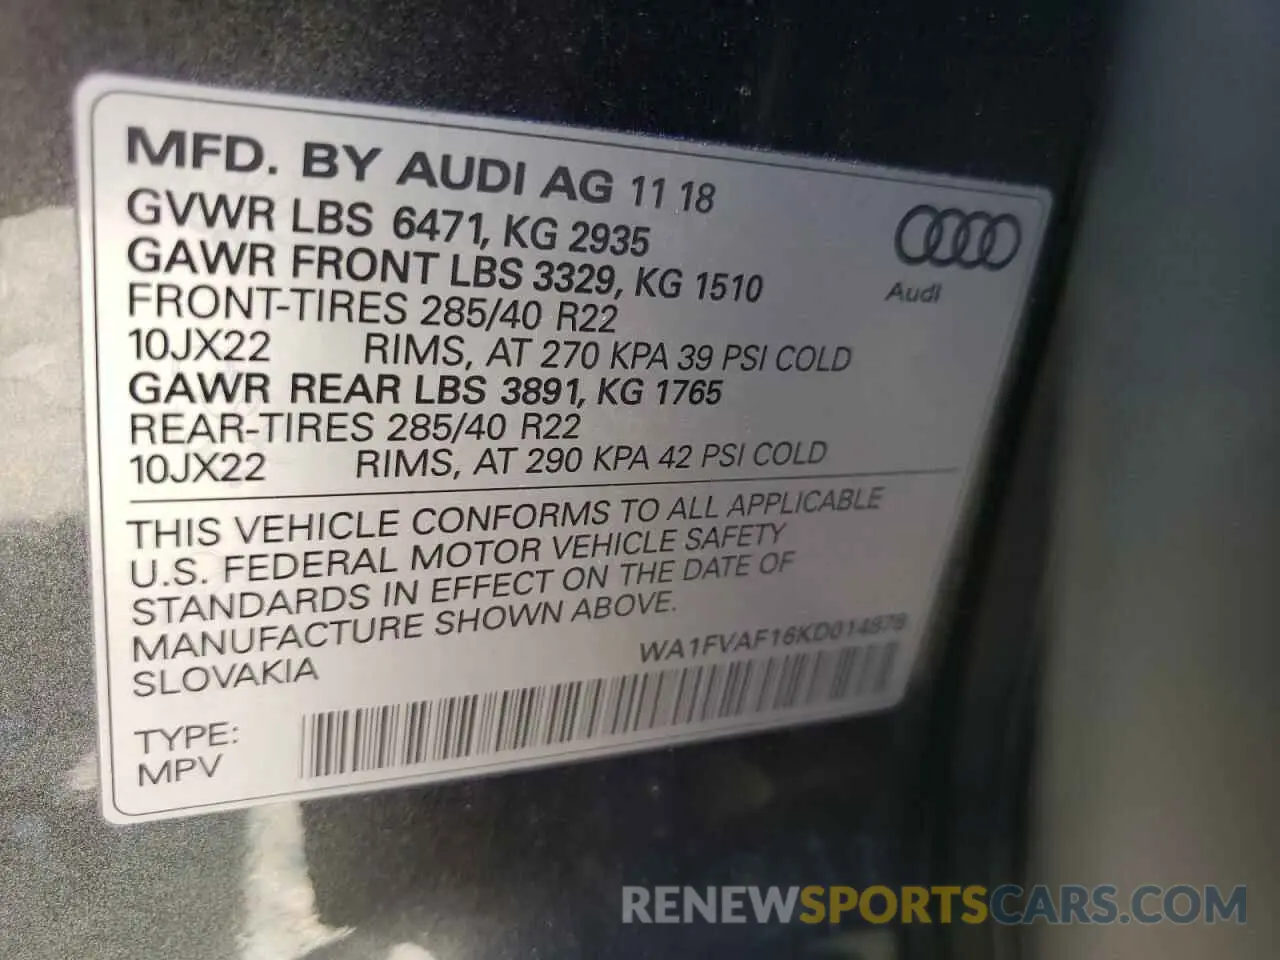 MFD. BY AUDI AG 11 18
GVWR LBS 6471, KG 2935
GAWR FRONT LBS 3329, KG 1510
FRONT-TIRES 285/40 R22
10JX22 RIMS, AT 270 KPA 39 PSI COLD
GAWR REAR LBS 3891, KG 1765
REAR-TIRES 285/40 R22
10JX22 RIMS, AT 290 KPA 42 PSI COLD
Audi
THIS VEHICLE CONFORMS TO ALL APPLICABLE
U.S. FEDERAL MOTOR VEHICLE SAFETY
STANDARDS IN EFFECT ON THE DATE OF
MANUFACTURE SHOWN ABOVE.
SLOVAKIA
TYPE:
MPV
RENEWSPORTSCARS.COM